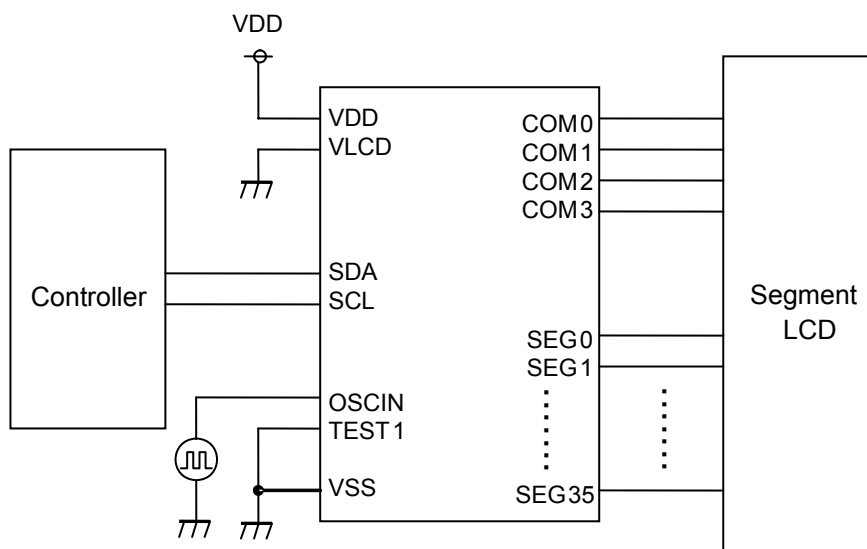 VDD
VDD
VLCD
COM0
COM1
COM2
COM3
Controller
SDA
SCL
Segment
LCD
SEG0
SEG1
OSCIN
TEST1
VSS
SEG35